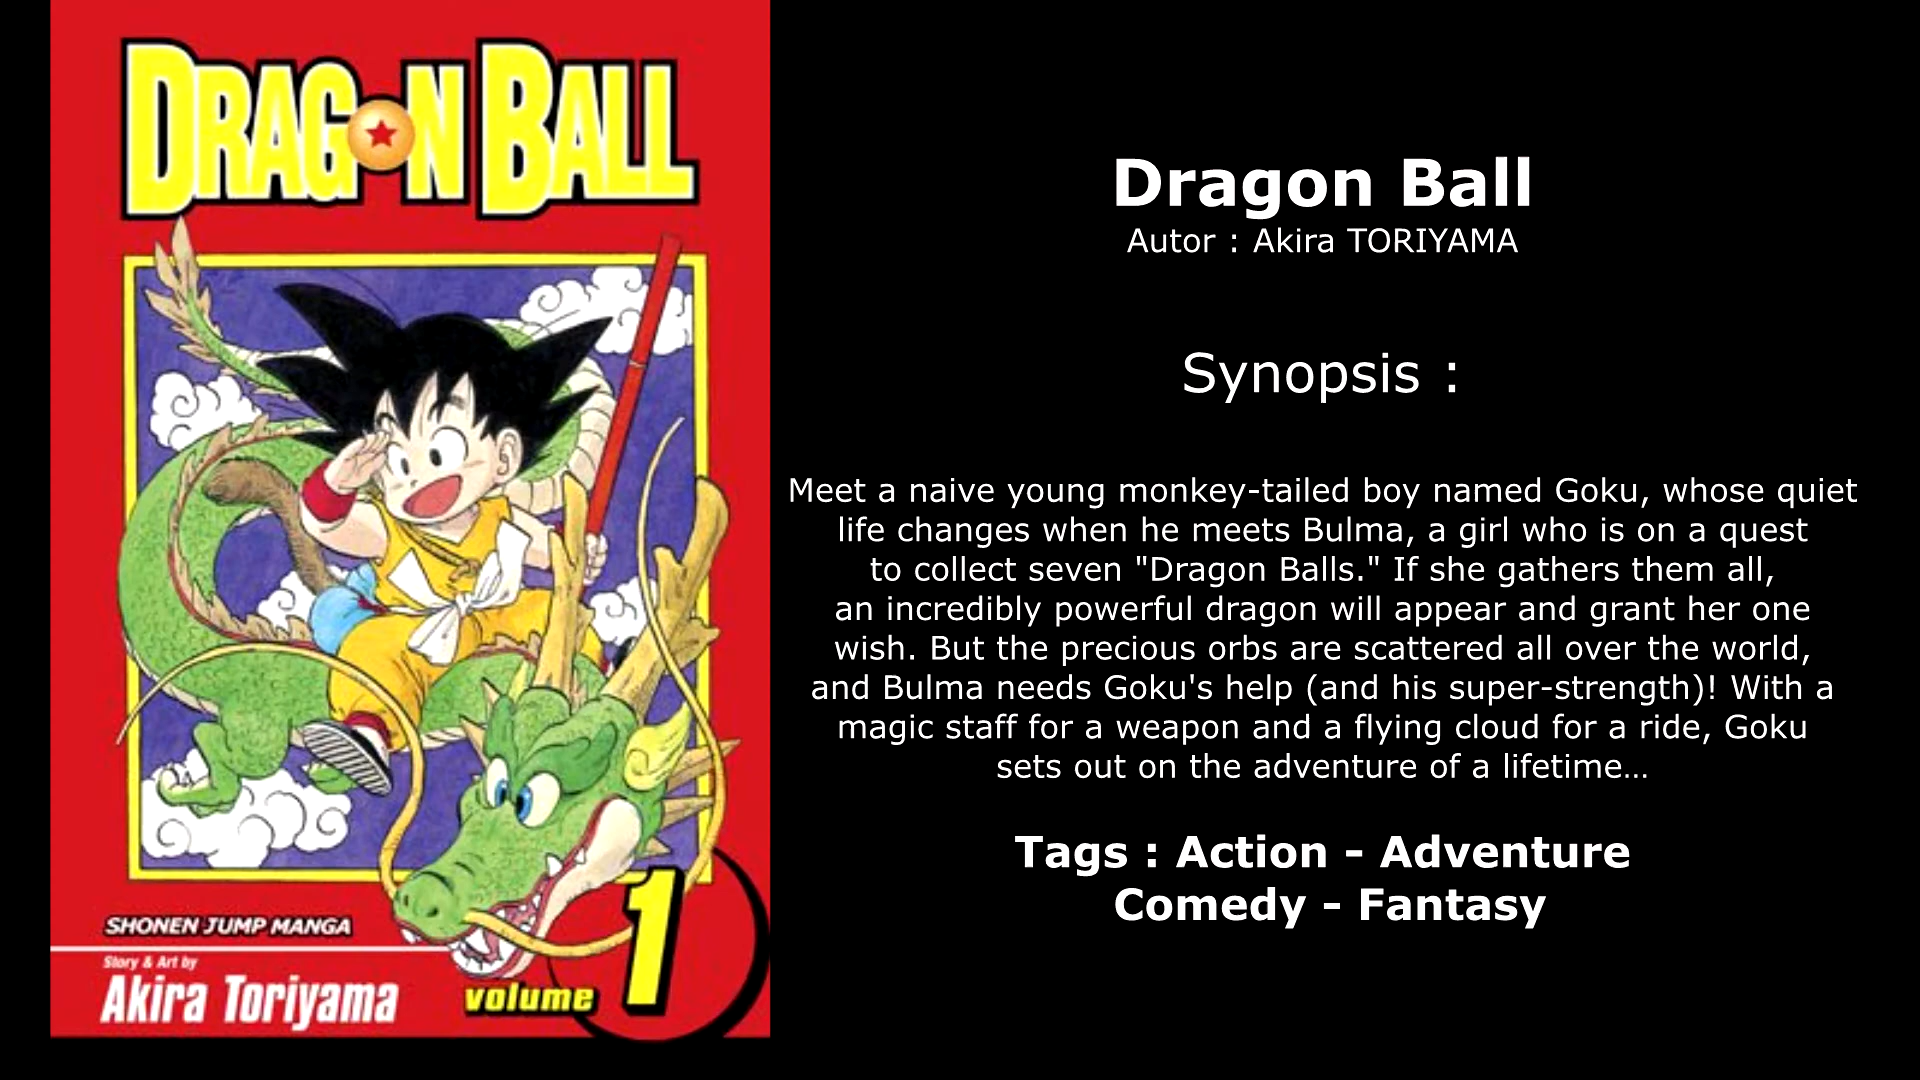 DRAGON BALL
SHONEN JUMP MANGA
Story & Art by
Akira Toriyama
volume 1
Dragon Ball
Autor : Akira TORIYAMA
Synopsis :
Meet a naive young monkey-tailed boy named Goku, whose quiet
life changes when he meets Bulma, a girl who is on a quest
to collect seven "Dragon Balls." If she gathers them all,
an incredibly powerful dragon will appear and grant her one
wish. But the precious orbs are scattered all over the world,
and Bulma needs Goku's help (and his super-strength)! With a
magic staff for a weapon and a flying cloud for a ride, Goku
sets out on the adventure of a lifetime…
Tags : Action - Adventure
Comedy - Fantasy